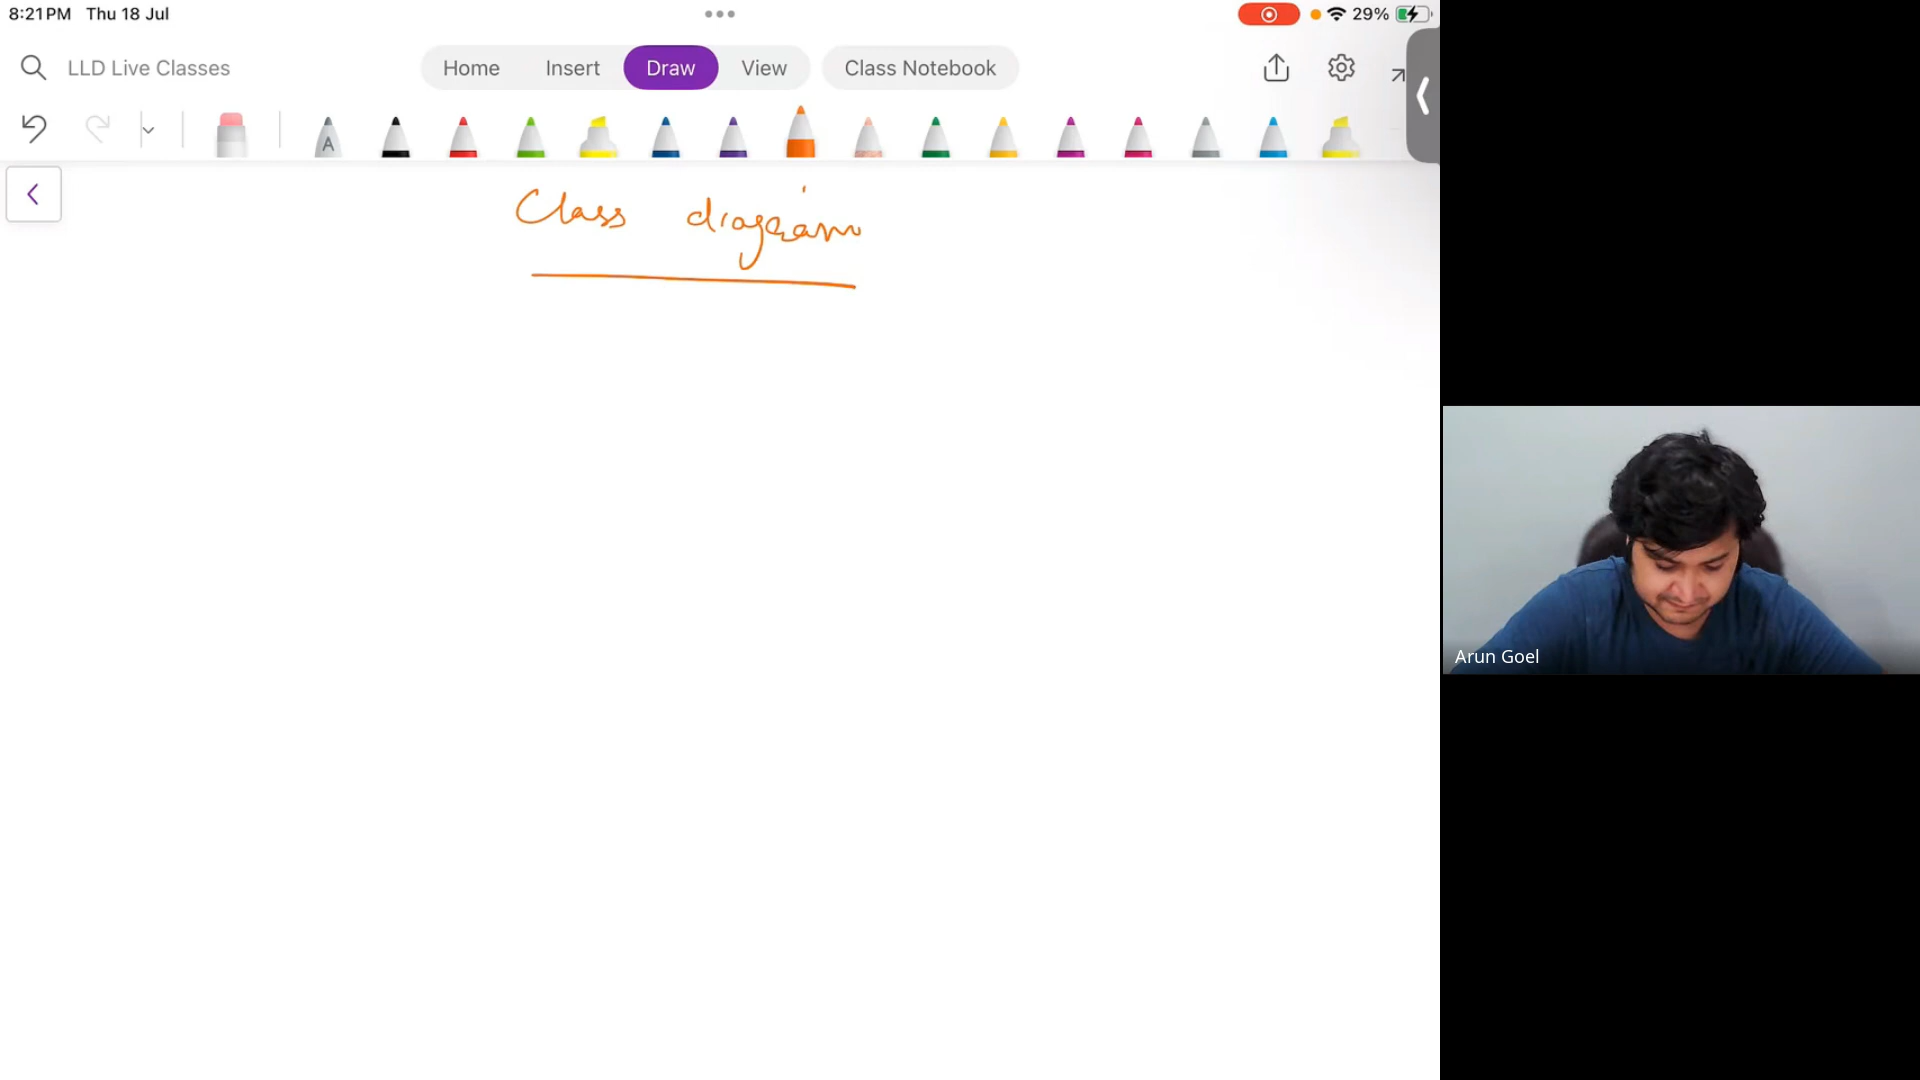 8:21 PM Thu 18 Jul 29%
LLD Live Classes Home Insert Draw View Class Notebook
A
Class diagram
Arun Goel